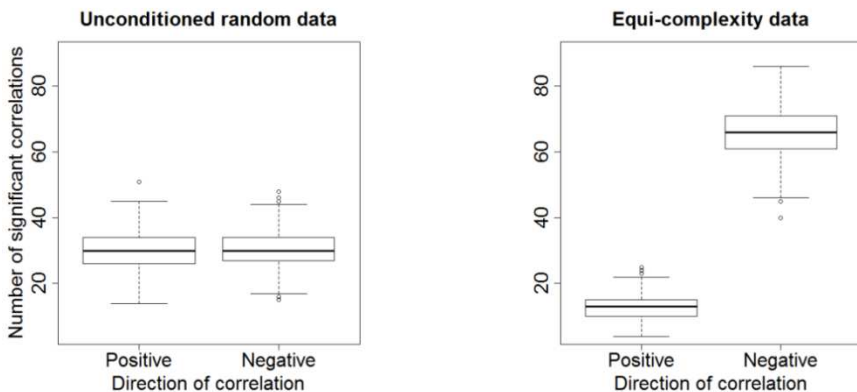 Unconditioned random data
Number of significant correlations
80
60
40
20
Positive Negative
Direction of correlation
Equi-complexity data
80
60
40
20
Positive Negative
Direction of correlation